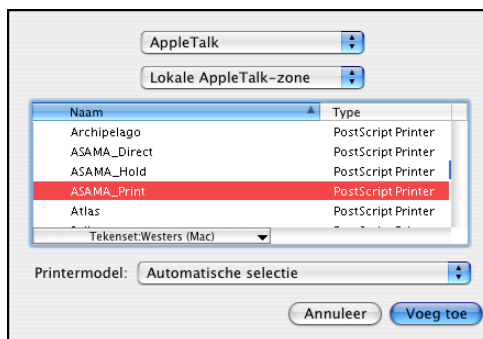 AppleTalk
Lokale AppleTalk-zone
Naam Type
Archipelago PostScript Printer
ASAMA_Direct PostScript Printer
ASAMA_Hold PostScript Printer
ASAMA_Print PostScript Printer
Atlas PostScript Printer
Tekenset:Westers (Mac)
Printermodel: Automatische selectie
Annuleer Voeg toe